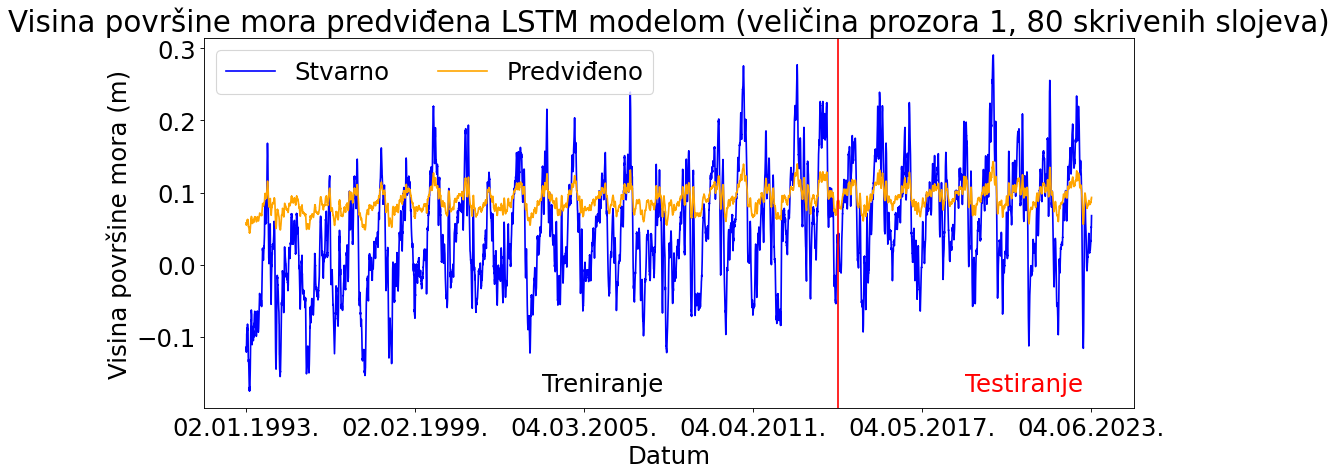 Visina površine mora predviđena LSTM modelom (veličina prozora 1, 80 skrivenih slojeva)
Stvarno
Predviđeno
Visina površine mora (m)
0.3
0.2
0.1
0.0
−0.1
Treniranje
Testiranje
02.01.1993.
02.02.1999.
04.03.2005.
04.04.2011.
04.05.2017.
04.06.2023.
Datum